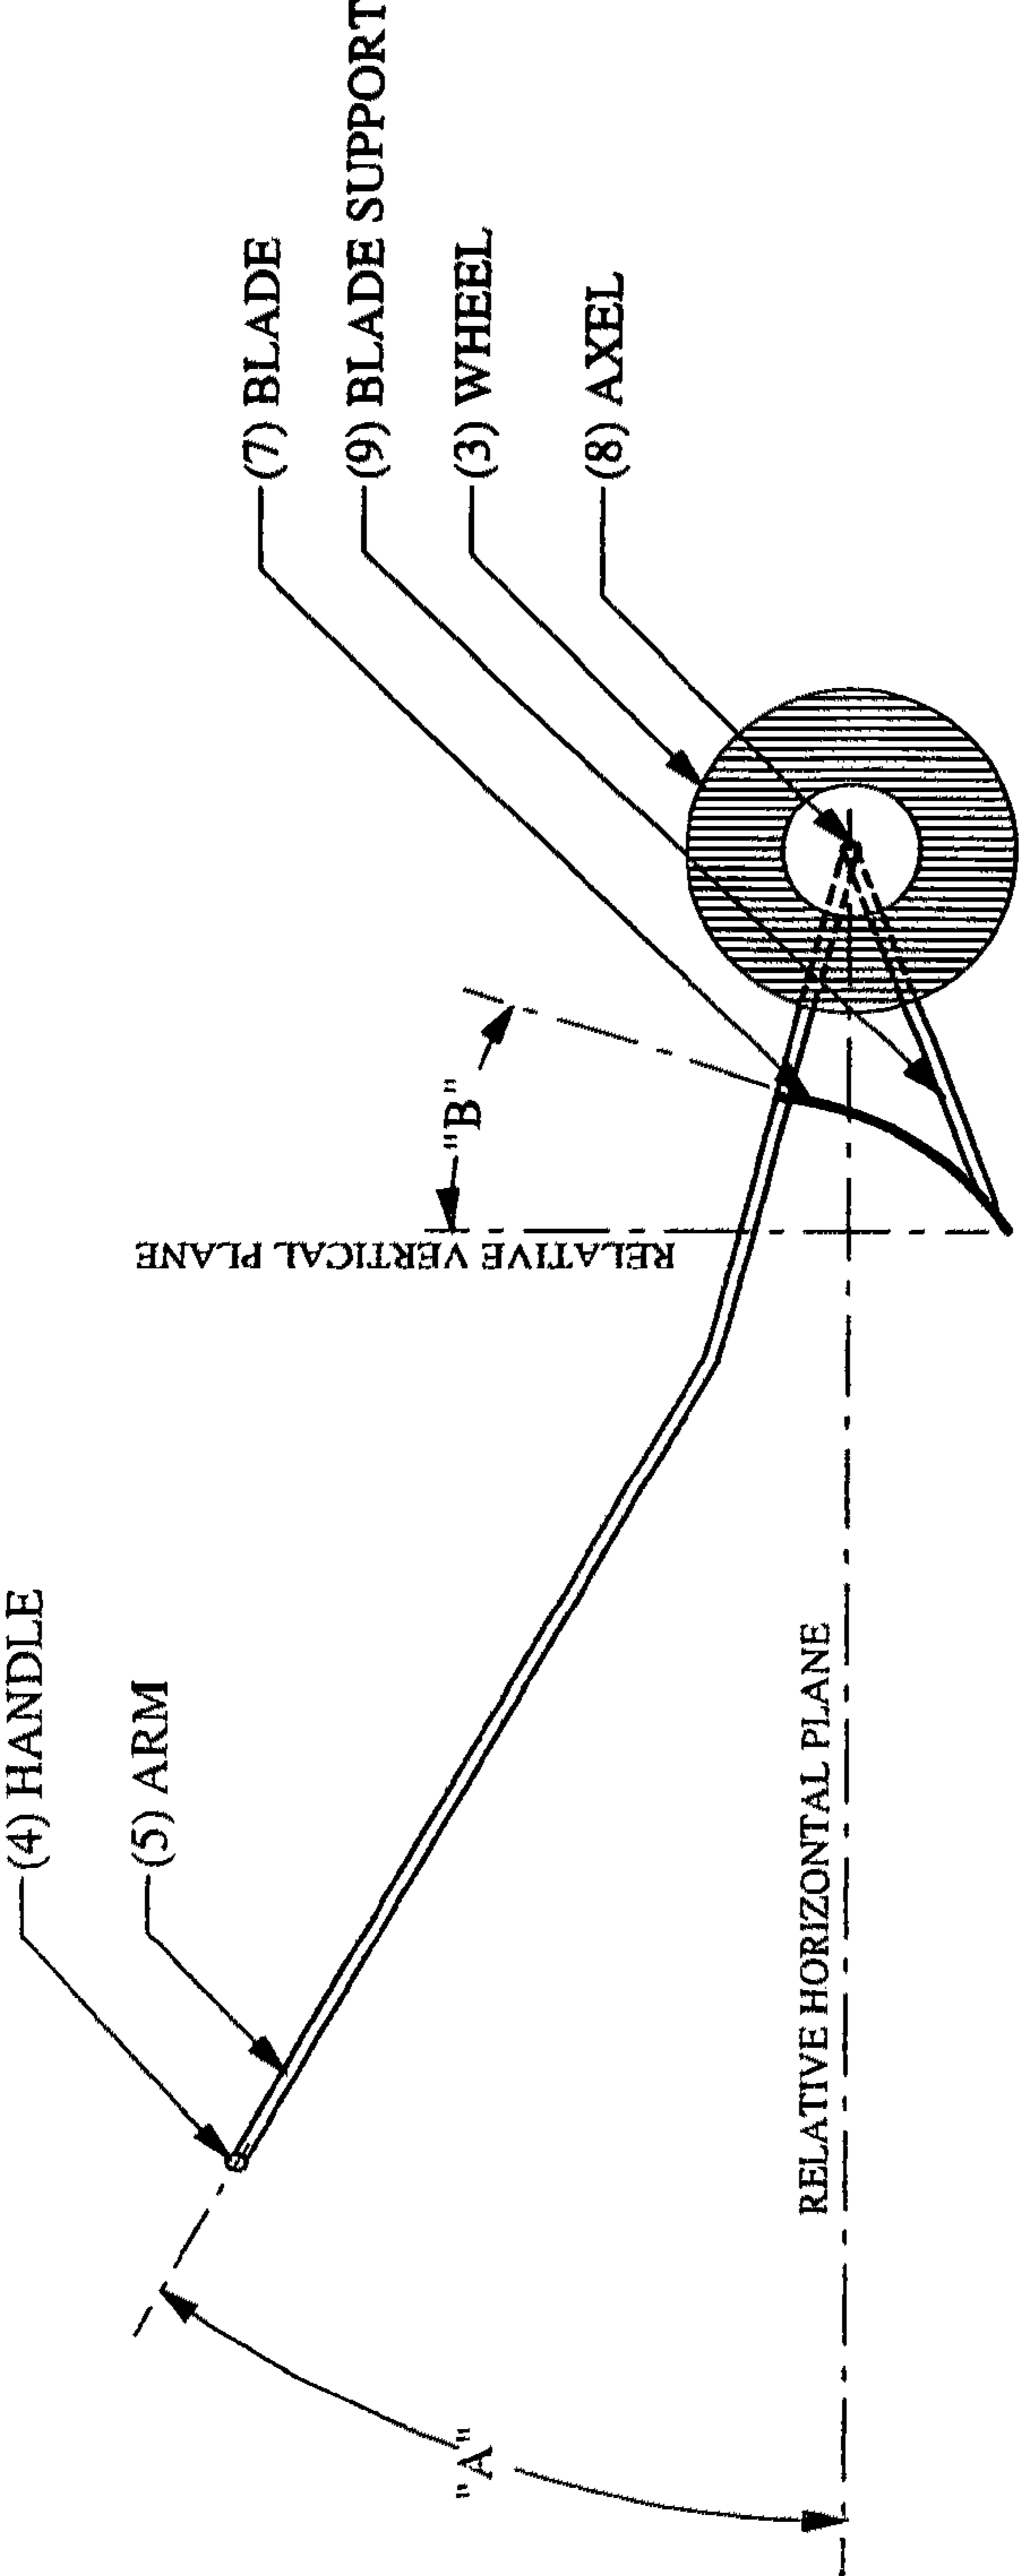 (4) HANDLE
(5) ARM
(7) BLADE
(9) BLADE SUPPORT
(3) WHEEL
(8) AXEL
"B"
RELATIVE VERTICAL PLANE
RELATIVE HORIZONTAL PLANE
"A"